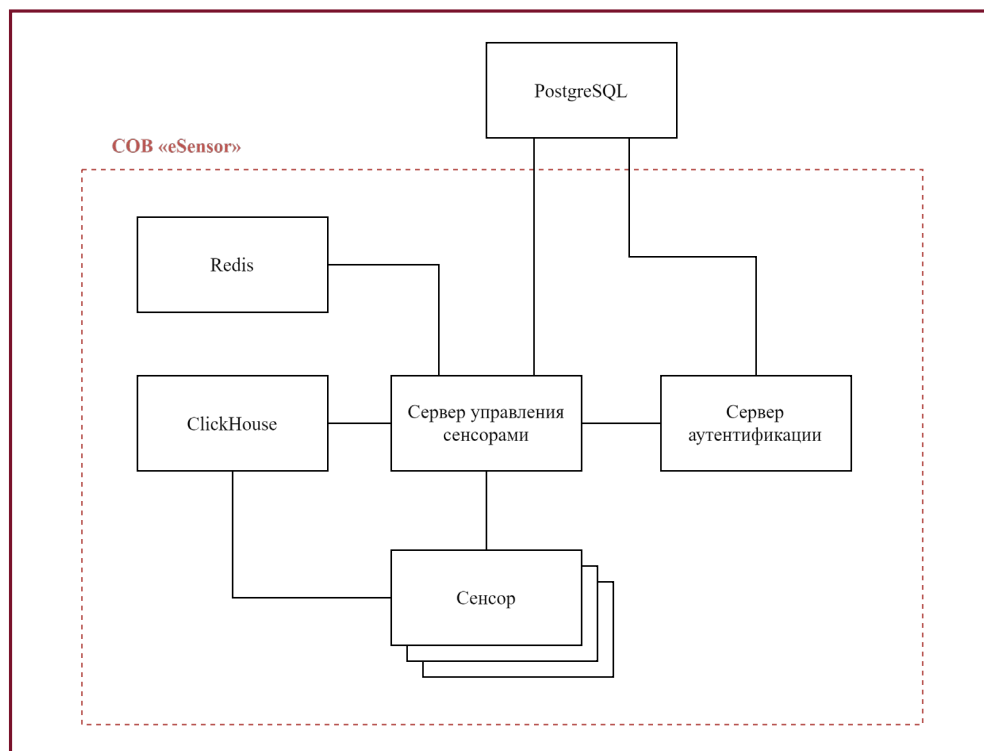 PostgreSQL
СОВ «eSensor»
Redis
ClickHouse
Сервер управления
сенсорами
Сервер
аутентификации
Сенсор